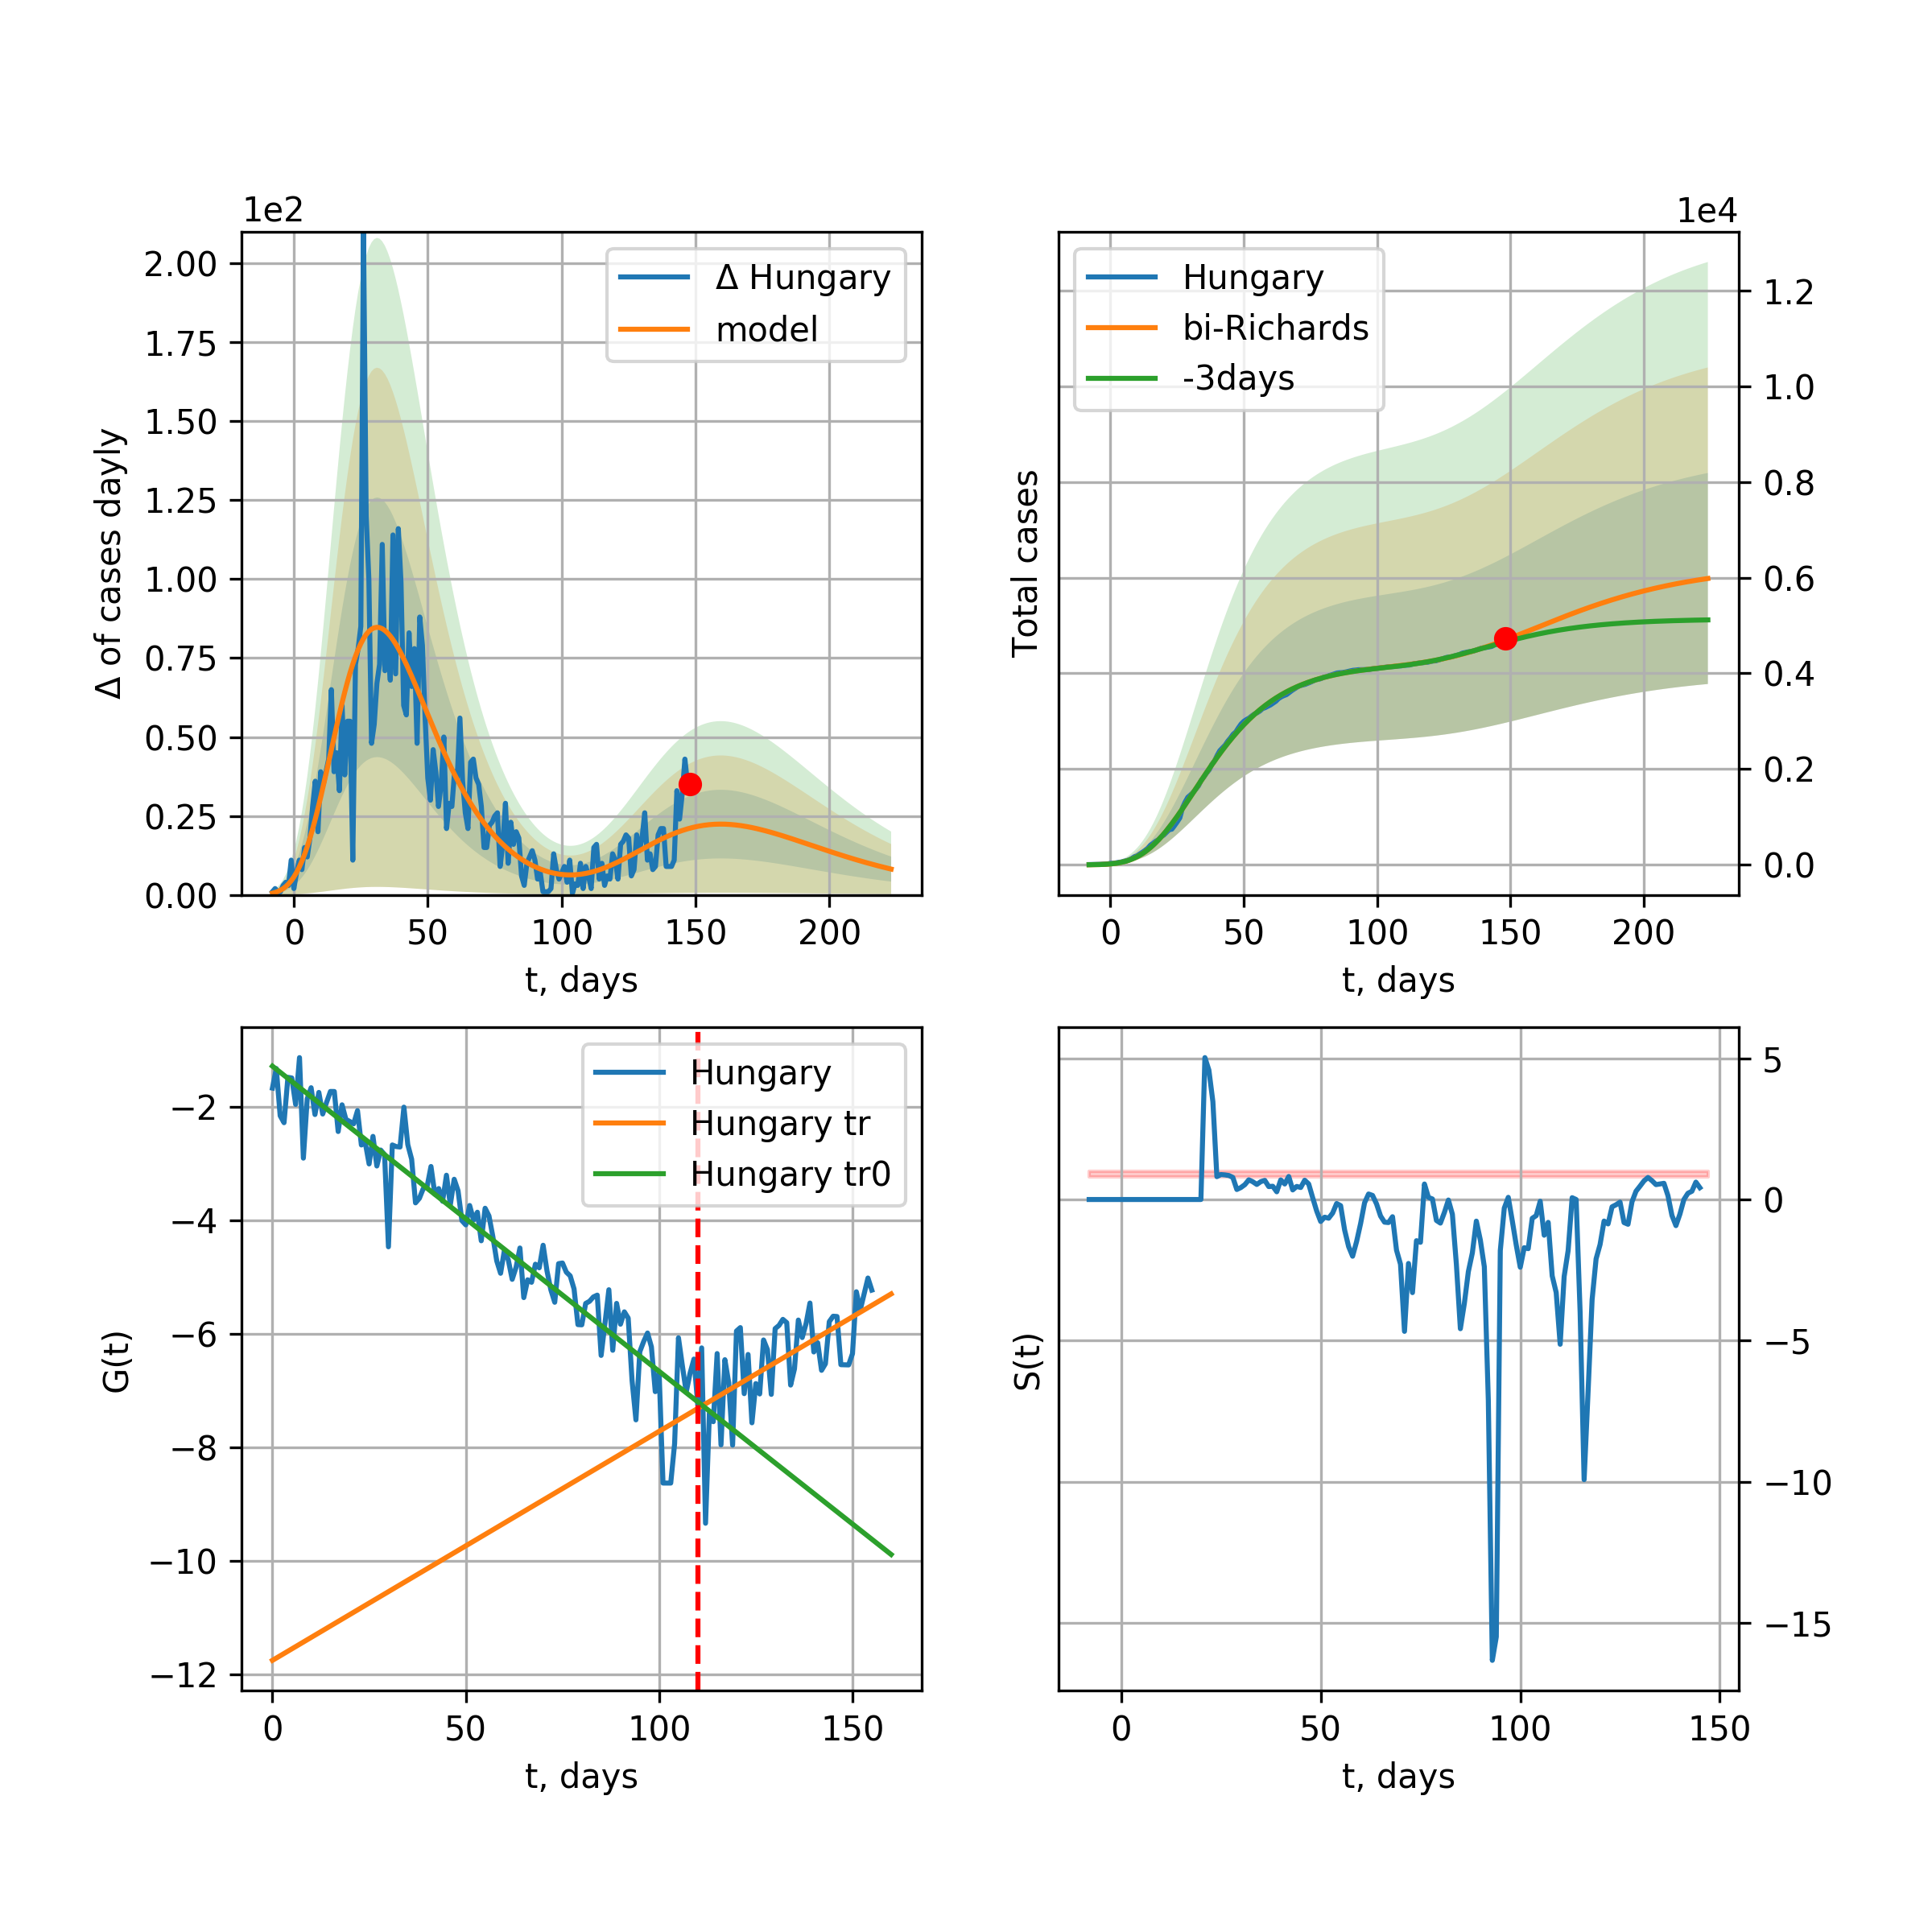 1e2
Δ of cases dayly
2.00
1.75
1.50
1.25
1.00
0.75
0.50
0.25
0.00
Δ Hungary
model
0 50 100 150 200
t, days
1e4
Total cases
Hungary
bi-Richards
-3days
1.2
1.0
0.8
0.6
0.4
0.2
0.0
0 50 100 150 200
t, days
G(t)
−2
−4
−6
−8
−10
−12
Hungary
Hungary tr
Hungary tr0
0 50 100 150
t, days
S(t)
5
0
−5
−10
−15
0 50 100 150
t, days